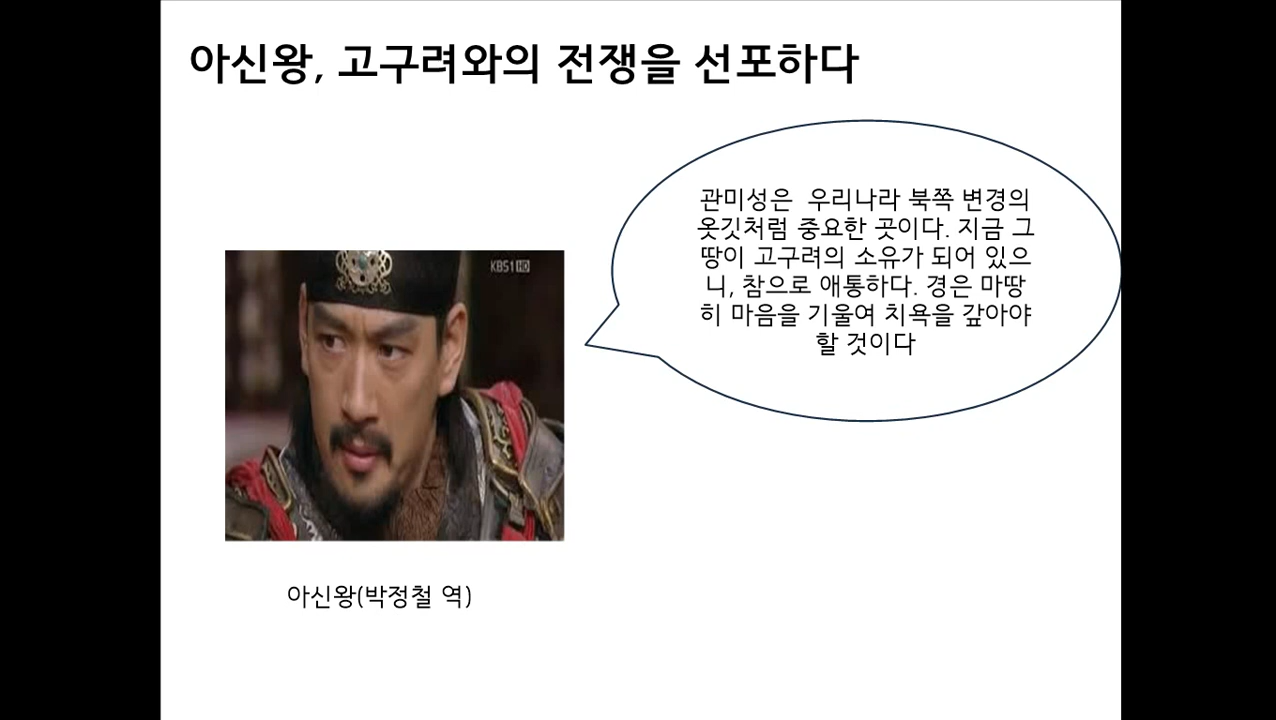 아신왕, 고구려와의 전쟁을 선포하다
관미성은 우리나라 북쪽 변경의
옷깃처럼 중요한 곳이다. 지금 그
땅이 고구려의 소유가 되어 있으
니, 참으로 애통하다. 경은 마땅
히 마음을 기울여 치욕을 갚아야
할 것이다
KBS1 HD
아신왕(박정철 역)